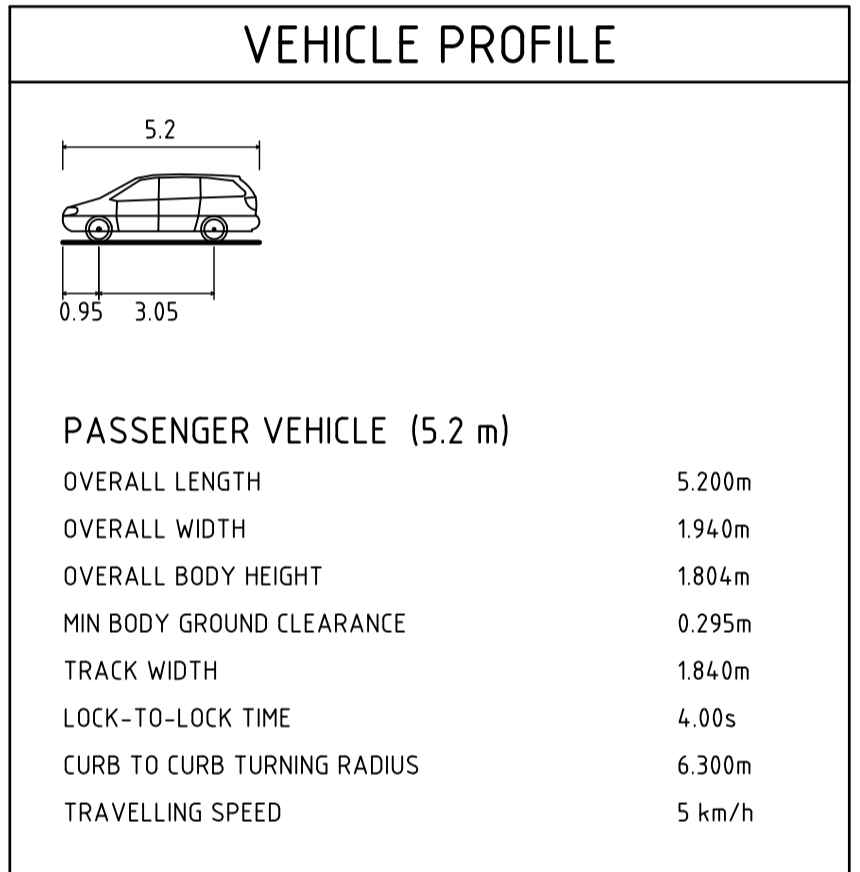 VEHICLE PROFILE
5.2
0.95 3.05
PASSENGER VEHICLE (5.2 m)
OVERALL LENGTH 5.200m
OVERALL WIDTH 1.940m
OVERALL BODY HEIGHT 1.804m
MIN BODY GROUND CLEARANCE 0.295m
TRACK WIDTH 1.840m
LOCK-TO-LOCK TIME 4.00s
CURB TO CURB TURNING RADIUS 6.300m
TRAVELLING SPEED 5 km/h